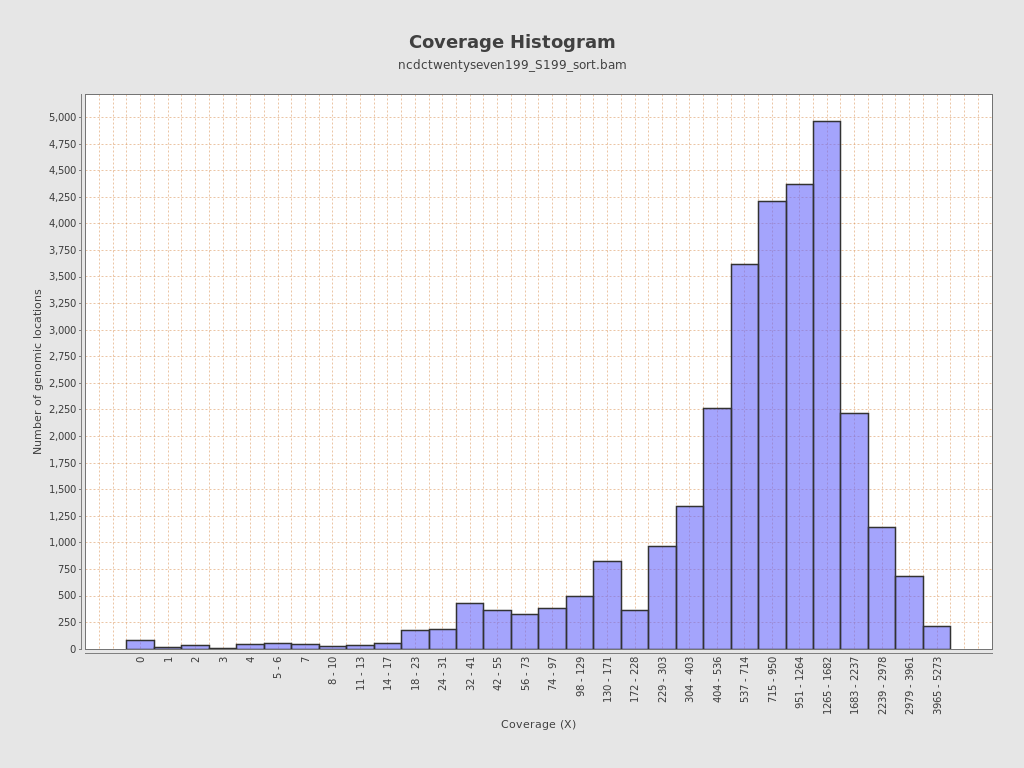 Coverage Histogram
ncdctwentyseven199_S199_sort.bam
Number of genomic locations
5,000
4,750
4,500
4,250
4,000
3,750
3,500
3,250
3,000
2,750
2,500
2,250
2,000
1,750
1,500
1,250
1,000
750
500
250
0
0
1
2
3
4
5 - 6
7
8 - 10
11 - 13
14 - 17
18 - 23
24 - 31
32 - 41
42 - 55
56 - 73
74 - 97
98 - 129
130 - 171
172 - 228
229 - 303
304 - 403
404 - 536
537 - 714
715 - 950
951 - 1264
1265 - 1682
1683 - 2237
2239 - 2978
2979 - 3961
3965 - 5273
Coverage (X)